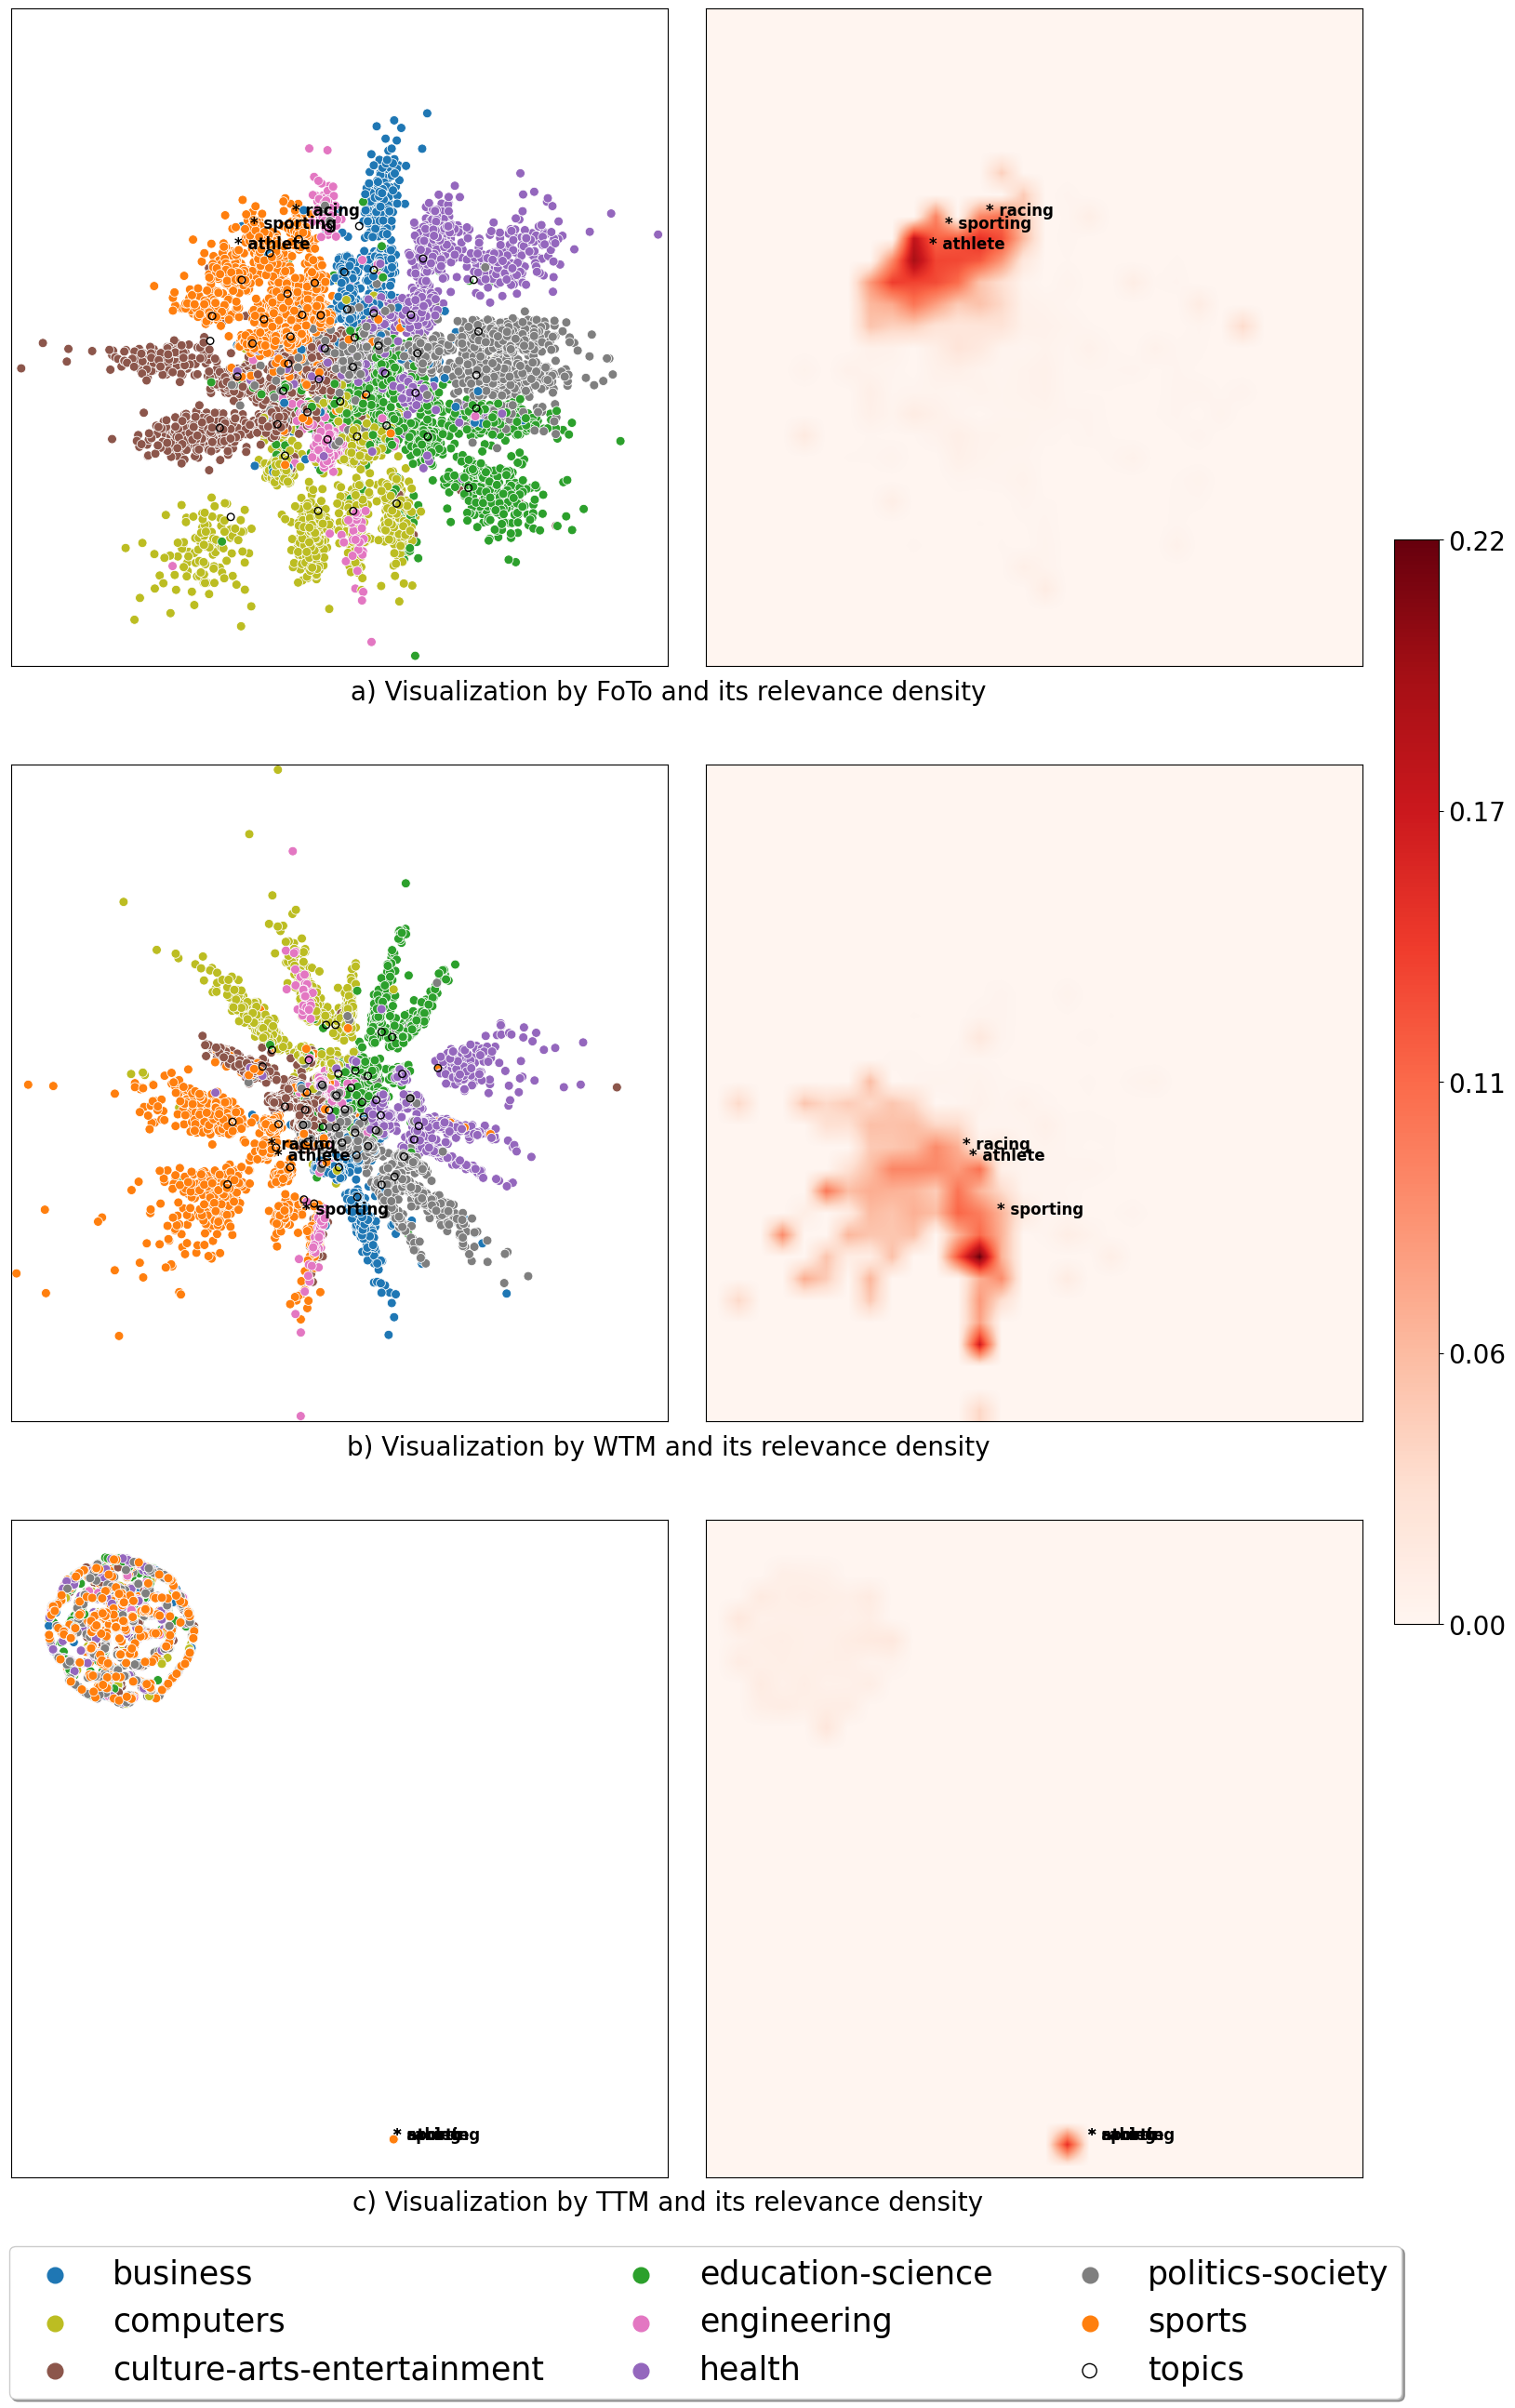 * racing
* sporting
* athlete
* racing
* sporting
* athlete
a) Visualization by FoTo and its relevance density
0.22
0.17
0.11
0.06
0.00
* racing
* athlete
* sporting
* racing
* athlete
* sporting
b) Visualization by WTM and its relevance density
c) Visualization by TTM and its relevance density
business
education-science
politics-society
computers
engineering
sports
culture-arts-entertainment
health
topics